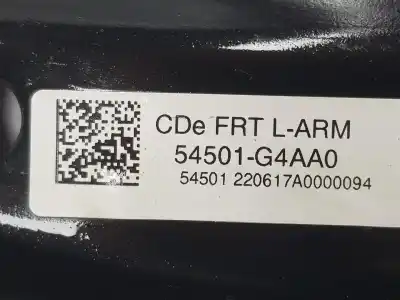 CDe FRT L-ARM
54501-G4AA0
54501 220617A0000094